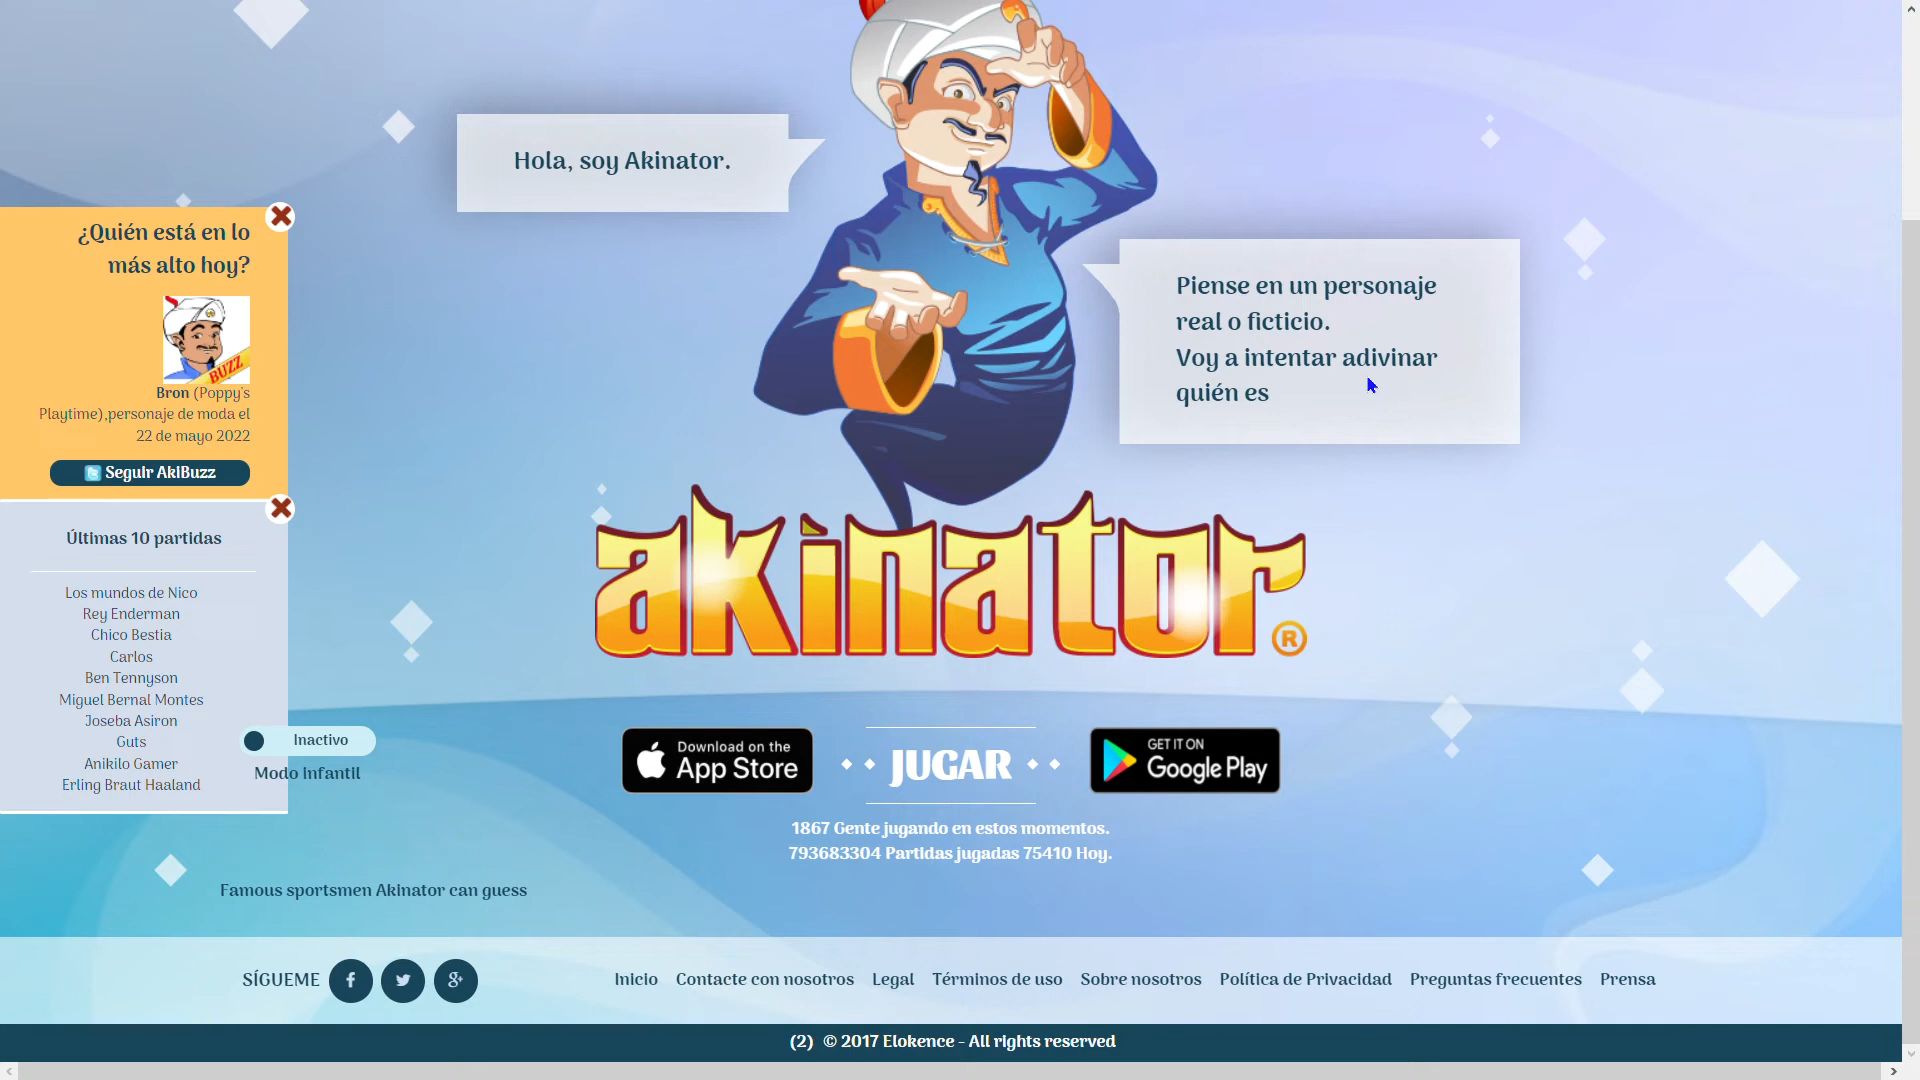 Hola, soy Akinator.
¿Quién está en lo
más alto hoy?
Piense en un personaje
real o ficticio.
Voy a intentar adivinar
quién es
BUZZ
Bron (Poppy's
Playtime),personaje de moda el
22 de mayo 2022
Seguir AkiBuzz
Últimas 10 partidas
Los mundos de Nico
Rey Enderman
Chico Bestia
Carlos
Ben Tennyson
Miguel Bernal Montes
Joseba Asiron
Guts
Anikilo Gamer
Erling Braut Haaland
Inactivo
Modo infantil
akinator®
Download on the
App Store
JUGAR
GET IT ON
Google Play
1867 Gente jugando en estos momentos.
793683304 Partidas jugadas 75410 Hoy.
Famous sportsmen Akinator can guess
SÍGUEME f g+ Inicio Contacte con nosotros Legal Términos de uso Sobre nosotros Política de Privacidad Preguntas frecuentes Prensa
(2) © 2017 Elokence - All rights reserved